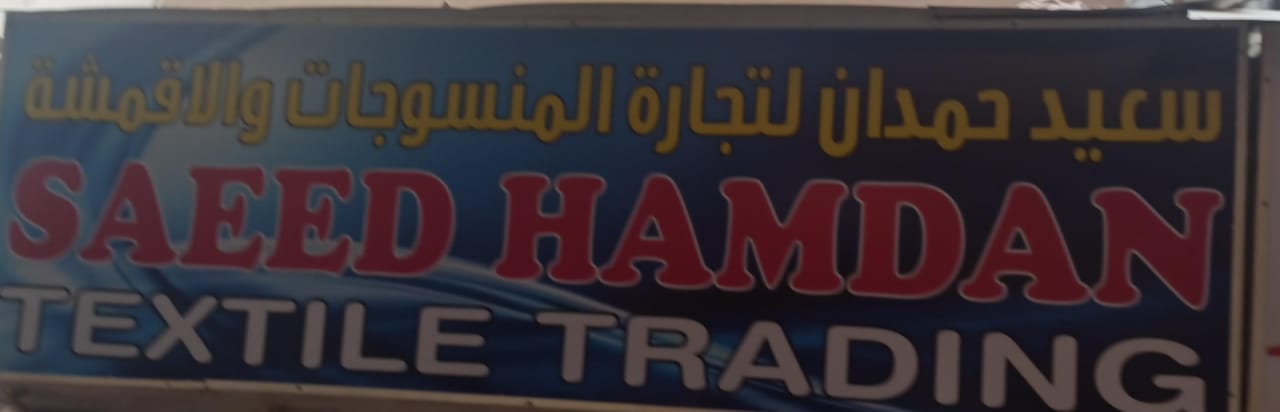 سعيد حمدان لتجارة المنسوجات والاقمشة
SAEED HAMDAN
TEXTILE TRADING